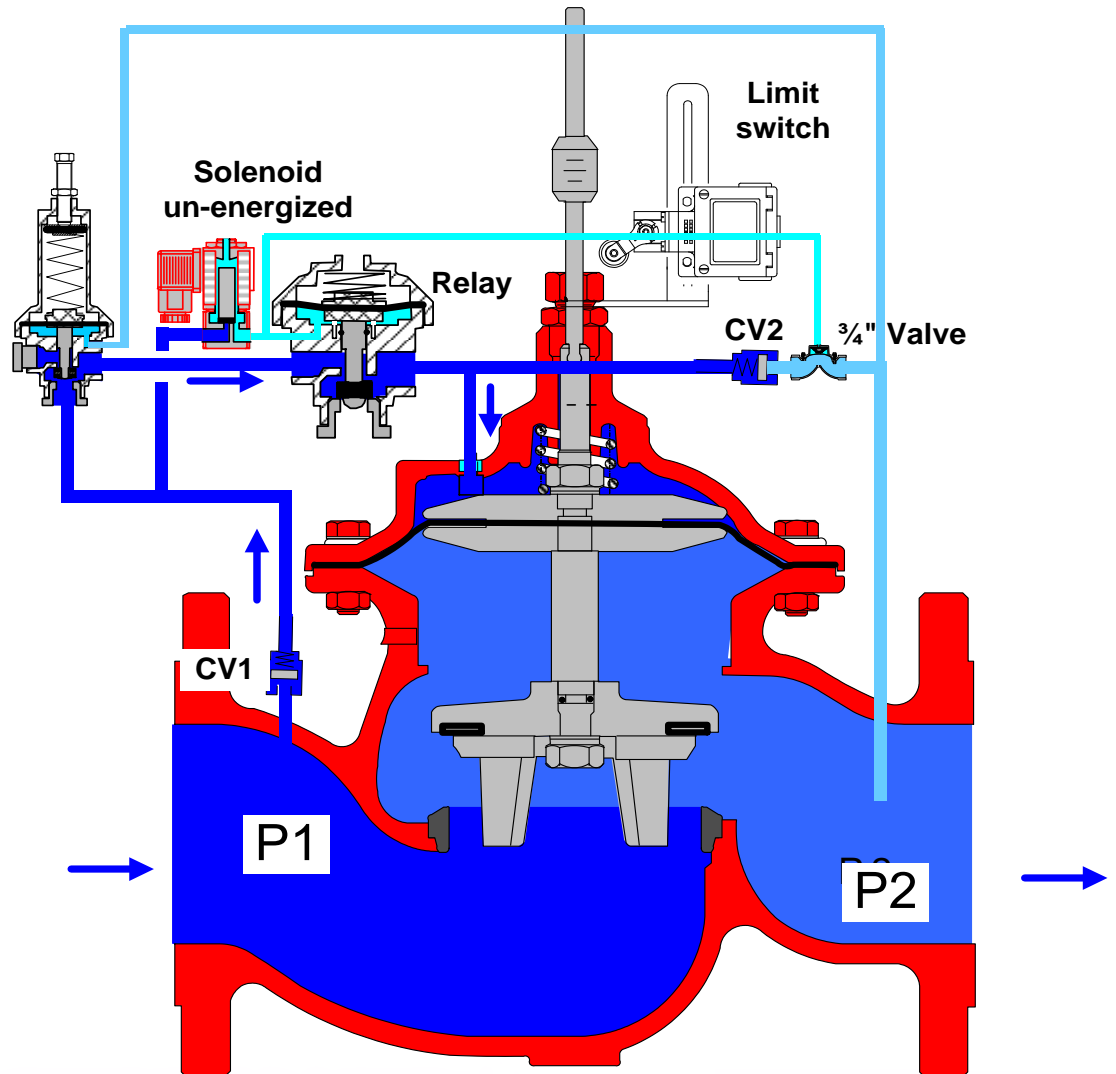 Limit
switch
Solenoid
un-energized
Relay
CV2
¾" Valve
CV1
P1
P2